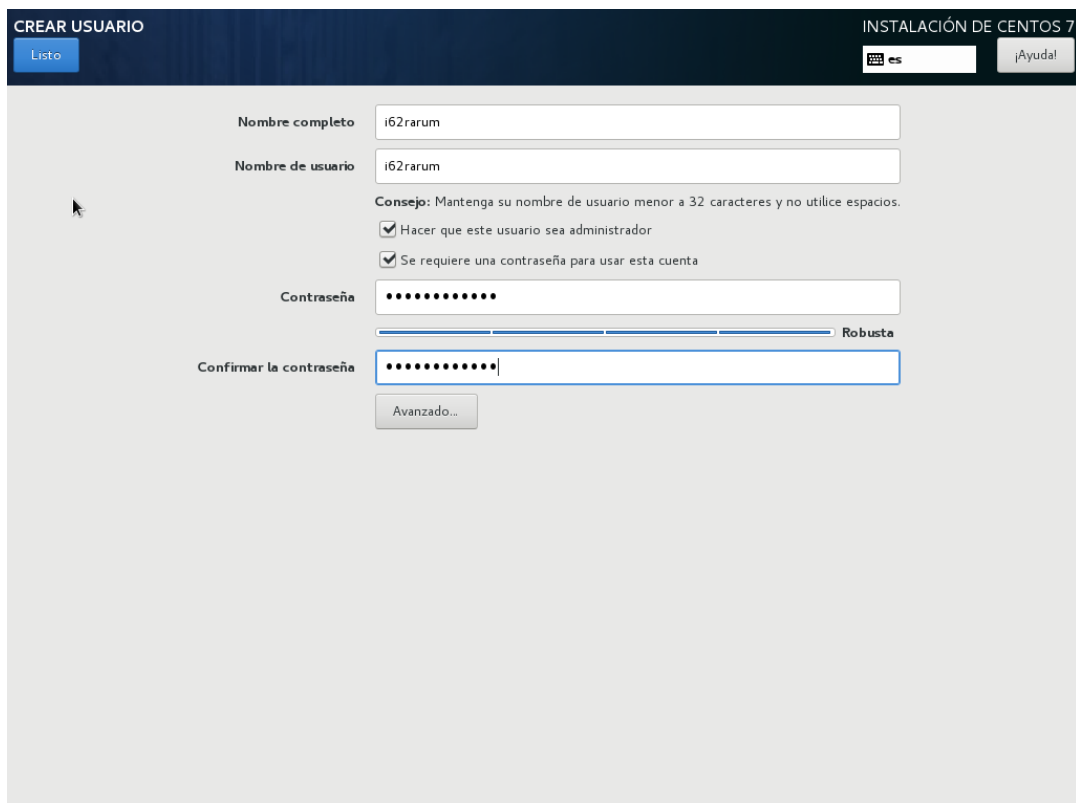 CREAR USUARIO
INSTALACIÓN DE CENTOS 7
Listo
es
¡Ayuda!
Nombre completo
i62rarum
Nombre de usuario
i62rarum
Consejo: Mantenga su nombre de usuario menor a 32 caracteres y no utilice espacios.
Hacer que este usuario sea administrador
Se requiere una contraseña para usar esta cuenta
Contraseña
●●●●●●●●●●●●
Robusta
Confirmar la contraseña
●●●●●●●●●●●●
Avanzado...